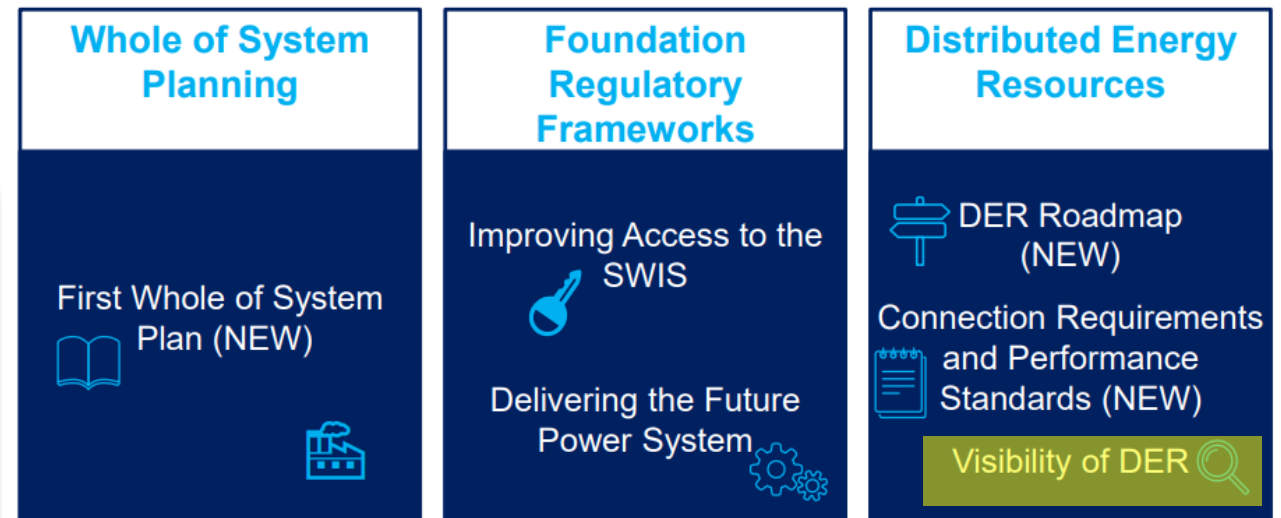 Whole of System
Planning
First Whole of System
Plan (NEW)
Foundation
Regulatory
Frameworks
Improving Access to the
SWIS
Delivering the Future
Power System
Distributed Energy
Resources
DER Roadmap
(NEW)
Connection Requirements
and Performance
Standards (NEW)
Visibility of DER